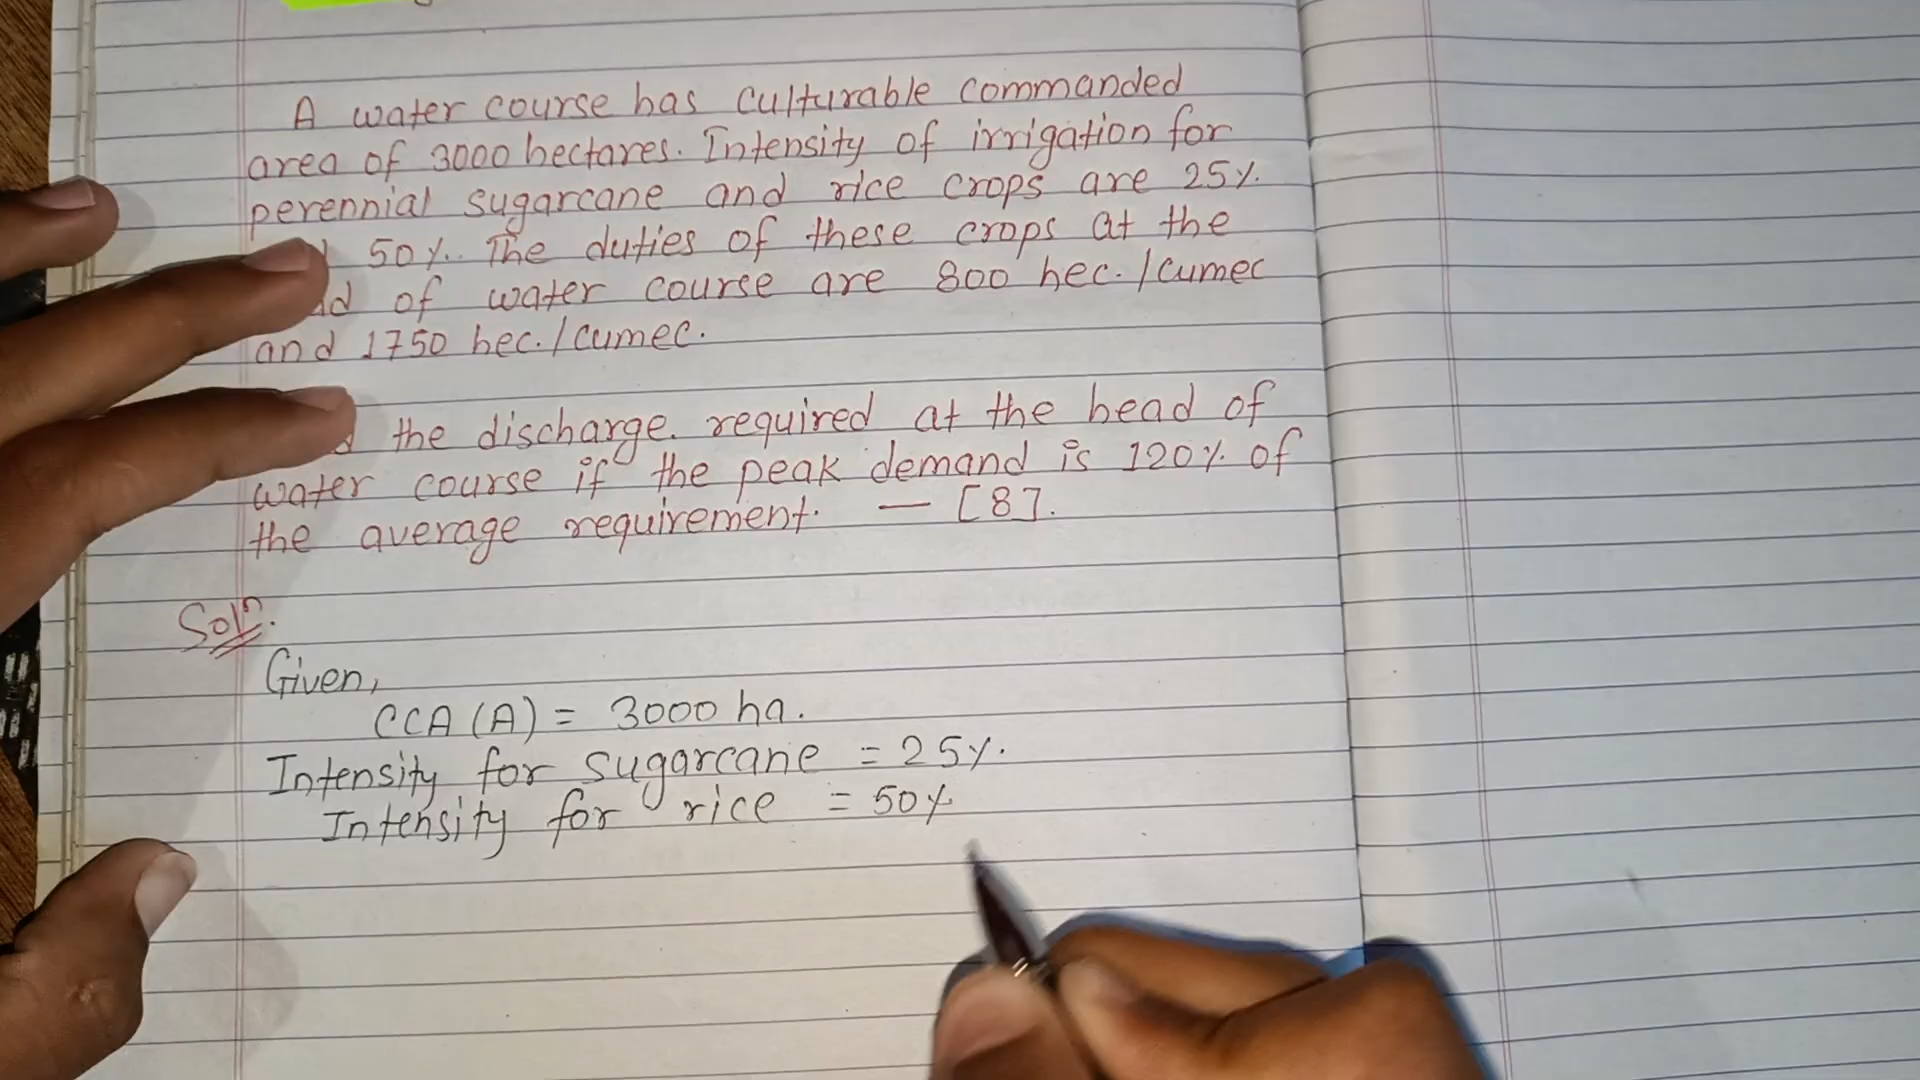 A water course has culturable commanded
area of 3000 hectares. Intensity of irrigation for
perennial sugarcane and rice crops are 25%.
50%. The duties of these crops at the
of water course are 800 hec./cumec
and 1750 hec./cumec.
the discharge. required at the head of
water course if the peak demand is 120% of
the average requirement. — [8].
Solⁿ.
Given,
CCA (A) = 3000 ha.
Intensity for sugarcane = 25%.
Intensity for rice = 50%